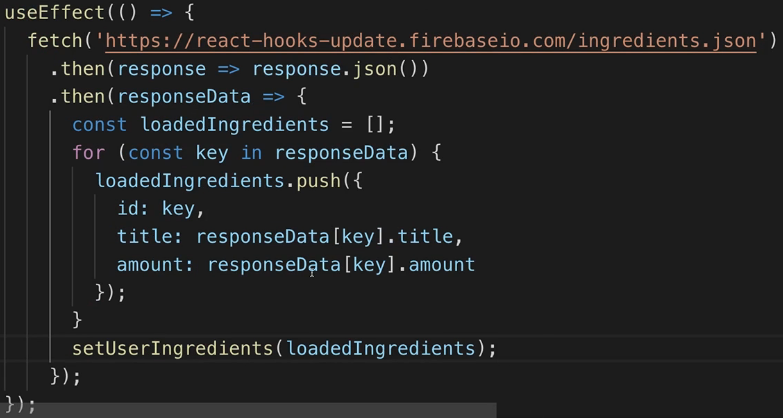 useEffect(() => {
fetch('https://react-hooks-update.firebaseio.com/ingredients.json')
.then(response => response.json())
.then(responseData => {
const loadedIngredients = [];
for (const key in responseData) {
loadedIngredients.push({
id: key,
title: responseData[key].title,
amount: responseData[key].amount
});
}
setUserIngredients(loadedIngredients);
});
});